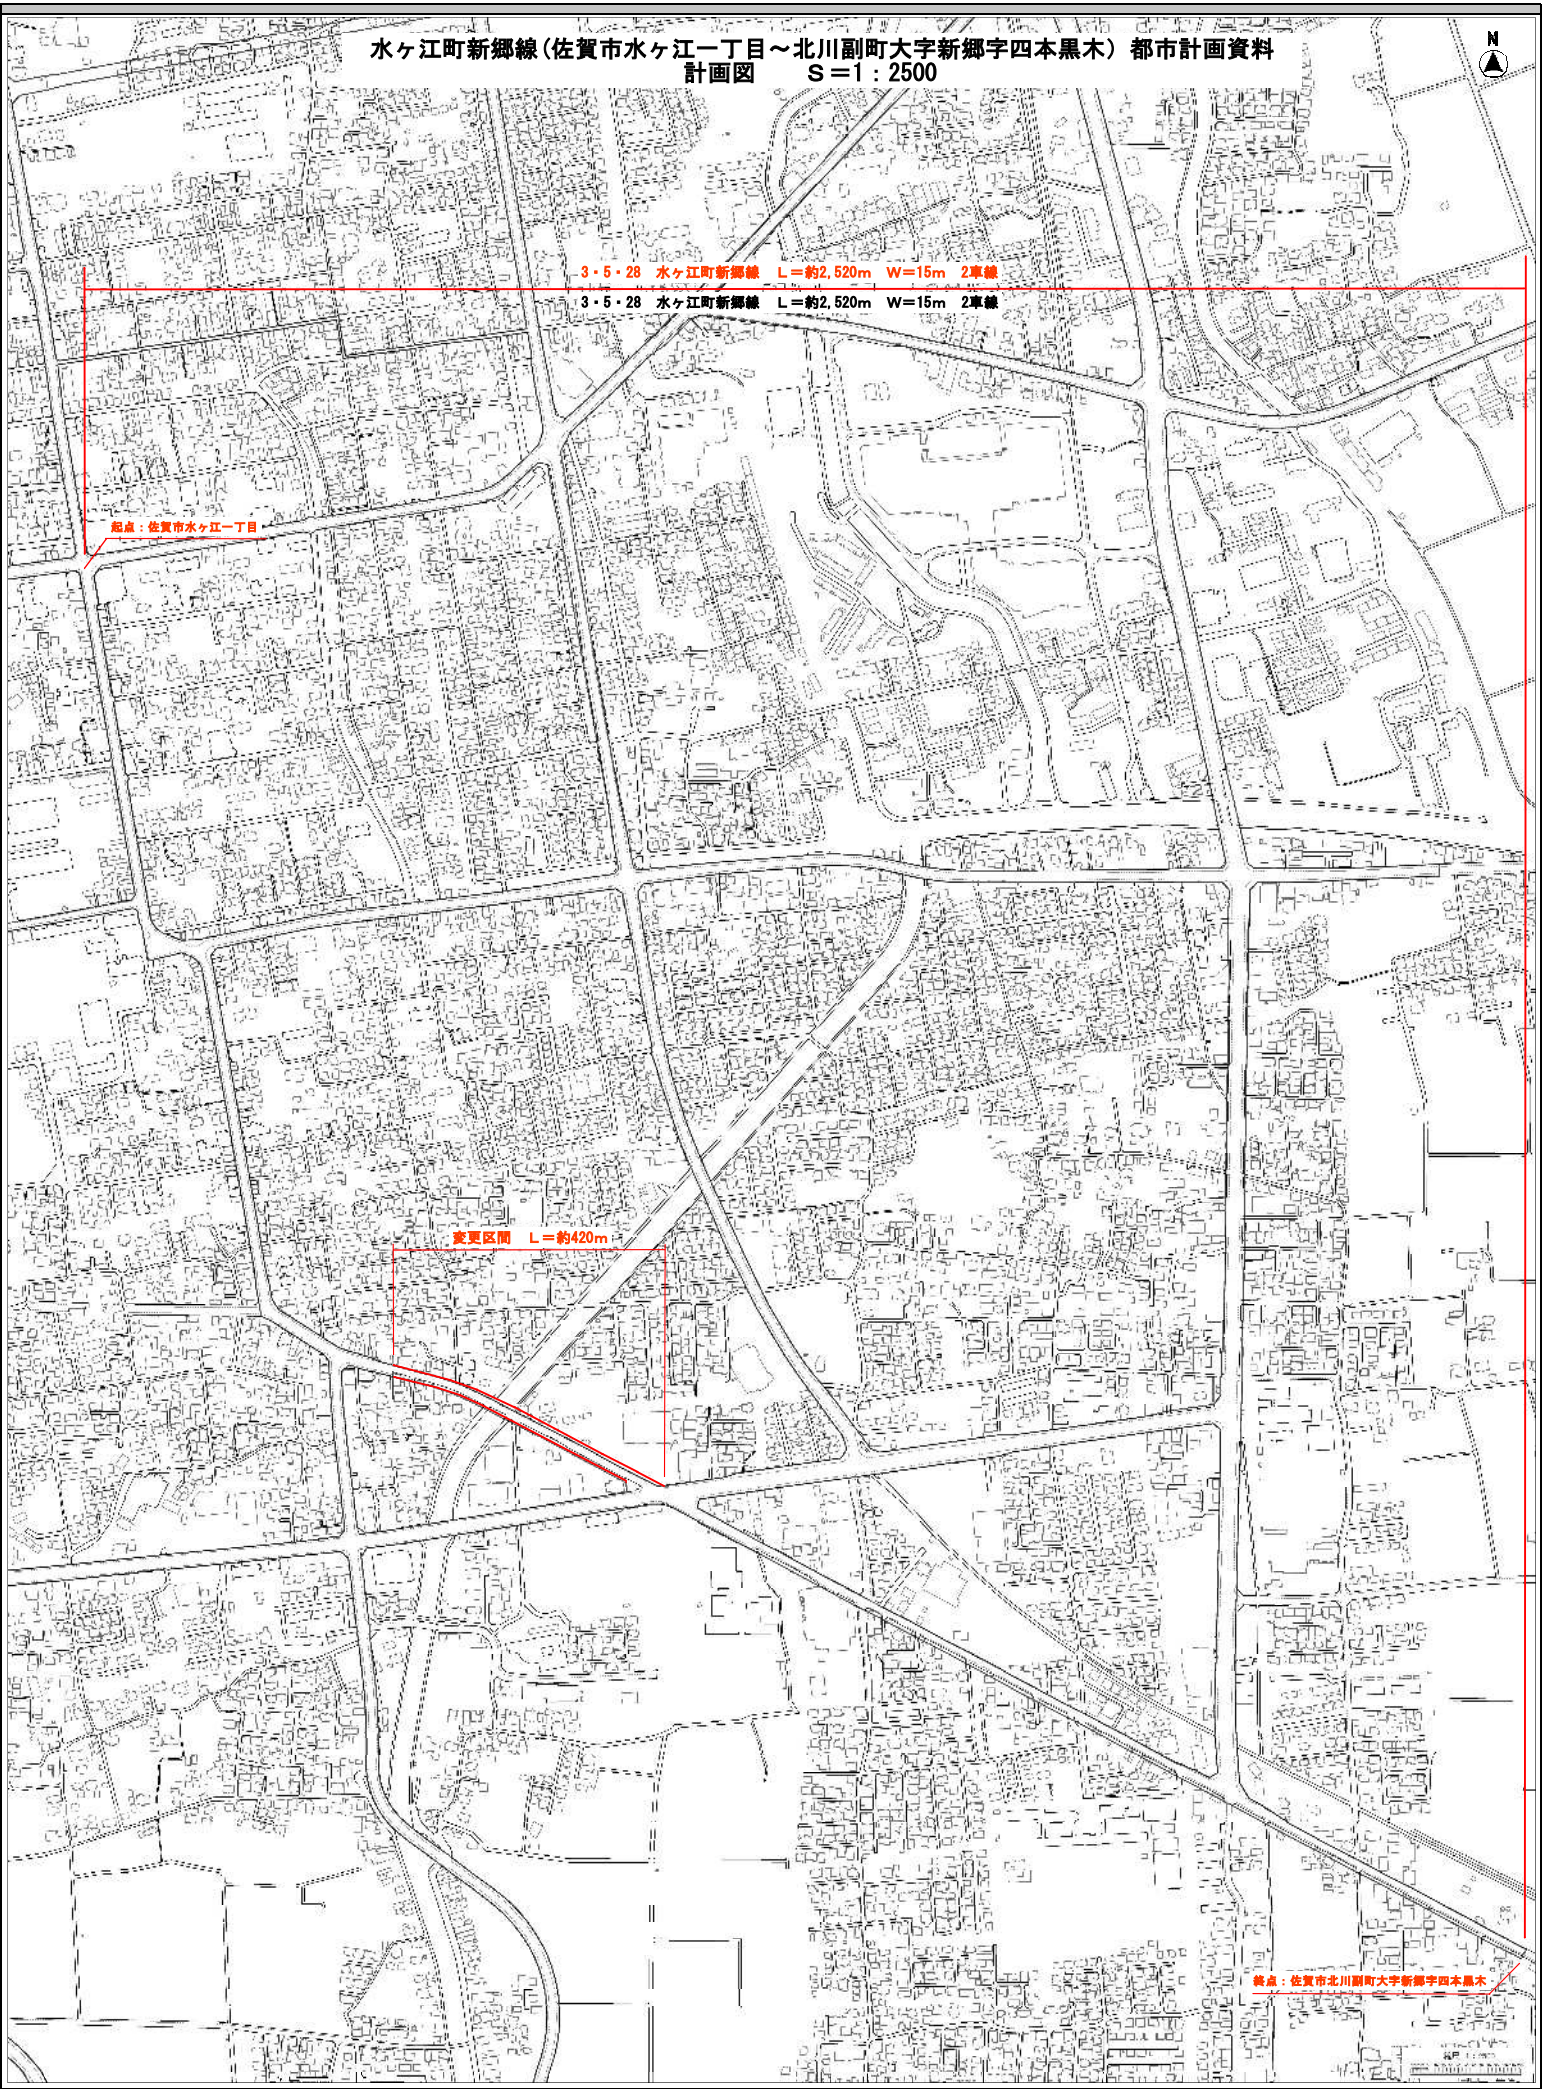 水ヶ江町新郷線(佐賀市水ヶ江一丁目～北川副町大字新郷字四本黒木）都市計画資料
計画図　　Ｓ＝1：2500
N
3・5・28　水ヶ江町新郷線　Ｌ＝約2,520m　W＝15m　2車線
3・5・28　水ヶ江町新郷線　Ｌ＝約2,520m　W＝15m　2車線
起点：佐賀市水ヶ江一丁目
変更区間　Ｌ＝約420m
終点：佐賀市北川副町大字新郷字四本黒木